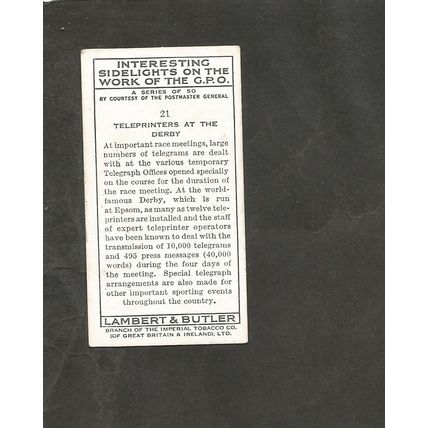 INTERESTING
SIDELIGHTS ON THE
WORK OF THE G.P.O.
A SERIES OF 50
BY COURTESY OF THE POSTMASTER GENERAL
21
TELEPRINTERS AT THE
DERBY
At important race meetings, large
numbers of telegrams are dealt
with at the various temporary
Telegraph Offices opened specially
on the course for the duration of
the race meeting. At the world-
famous Derby, which is run
at Epsom, as many as twelve tele-
printers are installed and the staff
of expert teleprinter operators
have been known to deal with the
transmission of 10,000 telegrams
and 495 press messages (40,000
words) during the four days of
the meeting. Special telegraph
arrangements are also made for
other important sporting events
throughout the country.
LAMBERT & BUTLER
BRANCH OF THE IMPERIAL TOBACCO CO.
(OF GREAT BRITAIN & IRELAND), LTD.